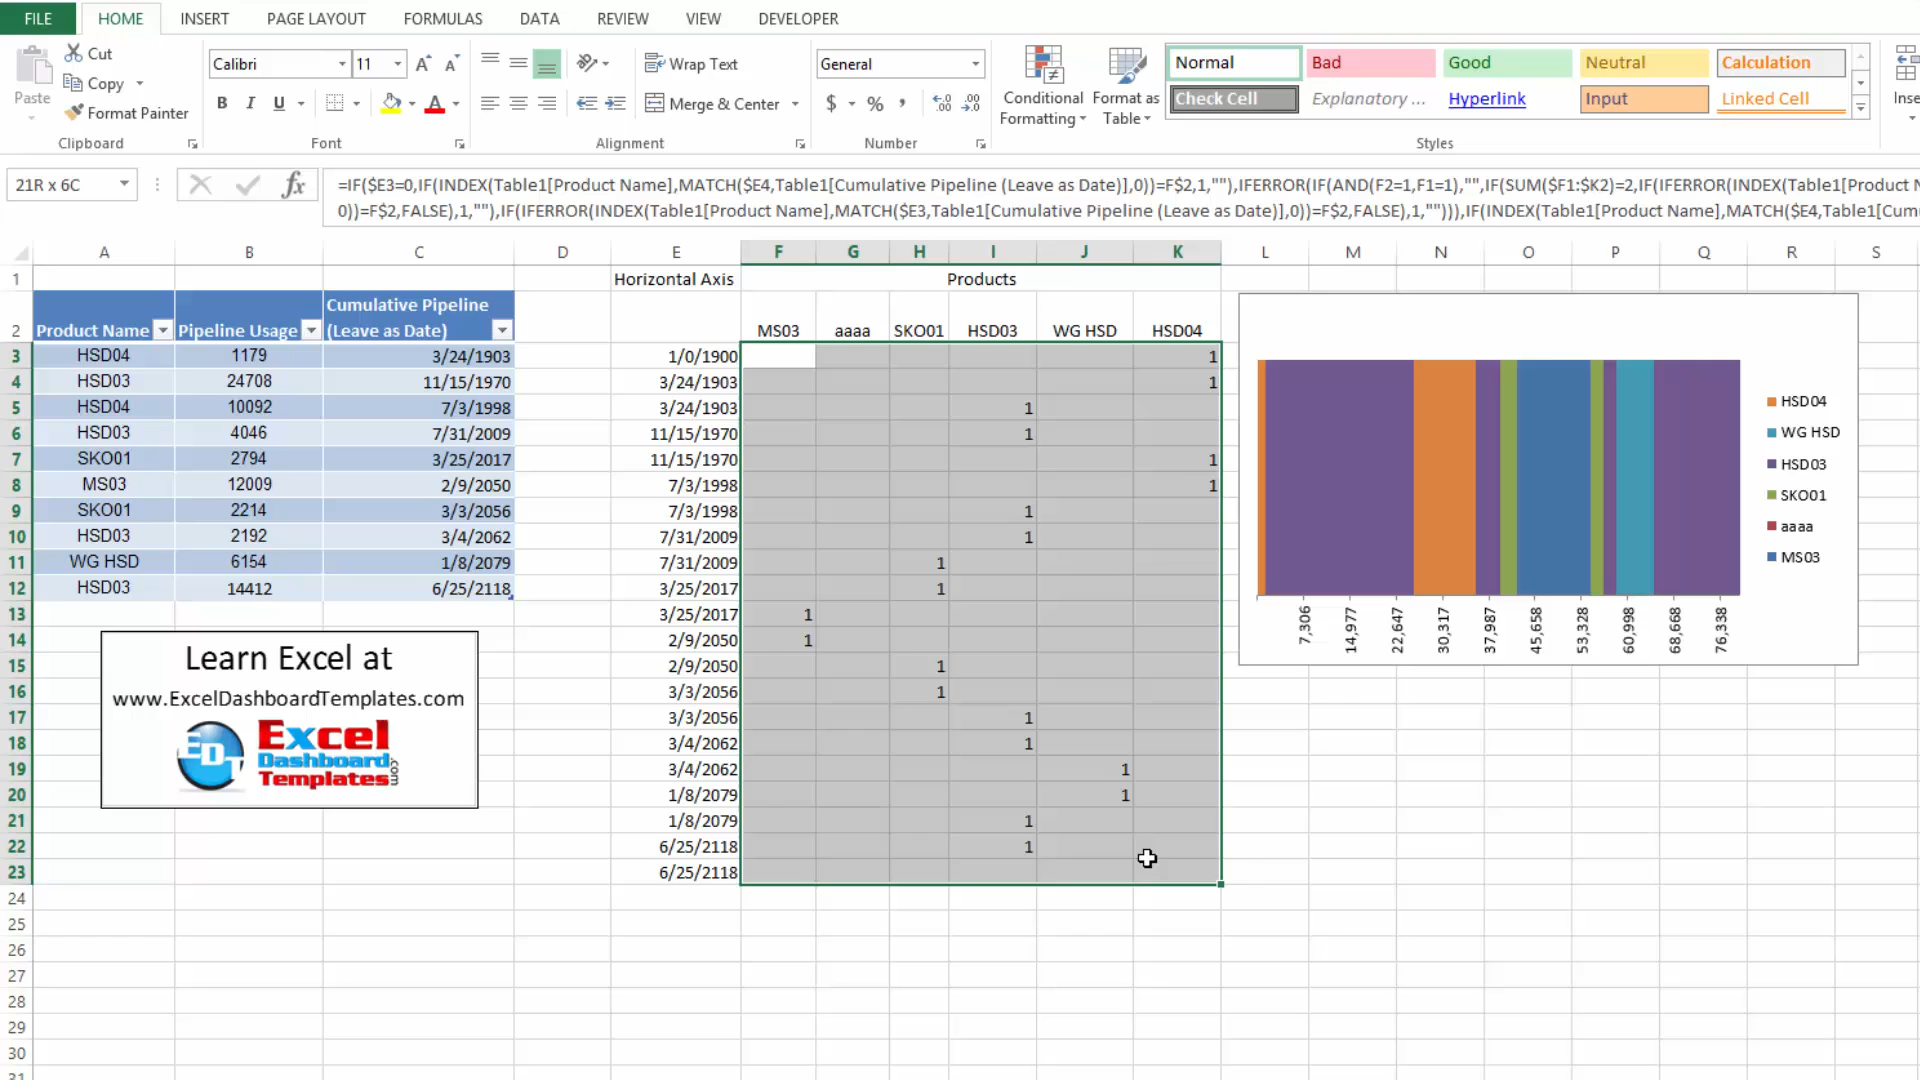 FILE HOME INSERT PAGE LAYOUT FORMULAS DATA REVIEW VIEW DEVELOPER
Cut
Copy
Format Painter
Paste
Clipboard
Calibri 11
B I U
Font
Wrap Text
Merge & Center
Alignment
General
$ % ,
Number
Conditional Formatting
Format as Table
Normal Bad Good Neutral Calculation
Check Cell Explanatory ... Hyperlink Input Linked Cell
Styles
Inse
21R x 6C
fx
=IF($E3=0,IF(INDEX(Table1[Product Name],MATCH($E4,Table1[Cumulative Pipeline (Leave as Date)],0))=F$2,1,""),IFERROR(IF(AND(F2=1,F1=1),"",IF(SUM($F1:$K2)=2,IF(IFERROR(INDEX(Table1[Product N
0))=F$2,FALSE),1,""),IF(IFERROR(INDEX(Table1[Product Name],MATCH($E3,Table1[Cumulative Pipeline (Leave as Date)],0))=F$2,FALSE),1,""))),IF(INDEX(Table1[Product Name],MATCH($E4,Table1[Cumu
A B C D E F G H I J K L M N O P Q R S
1 Horizontal Axis Products
2 Product Name Pipeline Usage Cumulative Pipeline (Leave as Date) MS03 aaaa SKO01 HSD03 WG HSD HSD04
3 HSD04 1179 3/24/1903 1/0/1900 1
4 HSD03 24708 11/15/1970 3/24/1903 1
5 HSD04 10092 7/3/1998 3/24/1903 1
6 HSD03 4046 7/31/2009 11/15/1970 1
7 SKO01 2794 3/25/2017 11/15/1970 1
8 MS03 12009 2/9/2050 7/3/1998 1
9 SKO01 2214 3/3/2056 7/3/1998 1
10 HSD03 2192 3/4/2062 7/31/2009 1
11 WG HSD 6154 1/8/2079 7/31/2009 1
12 HSD03 14412 6/25/2118 3/25/2017 1
13 3/25/2017 1
14 2/9/2050 1
15 2/9/2050 1
16 3/3/2056 1
17 3/3/2056 1
18 3/4/2062 1
19 3/4/2062 1
20 1/8/2079 1
21 1/8/2079 1
22 6/25/2118 1
23 6/25/2118
24
25
26
27
28
29
30
31
Learn Excel at
www.ExcelDashboardTemplates.com
EDT
Excel
Dashboard
Templates
.com
HSD04
WG HSD
HSD03
SKO01
aaaa
MS03
7,306 14,977 22,647 30,317 37,987 45,658 53,328 60,998 68,668 76,338